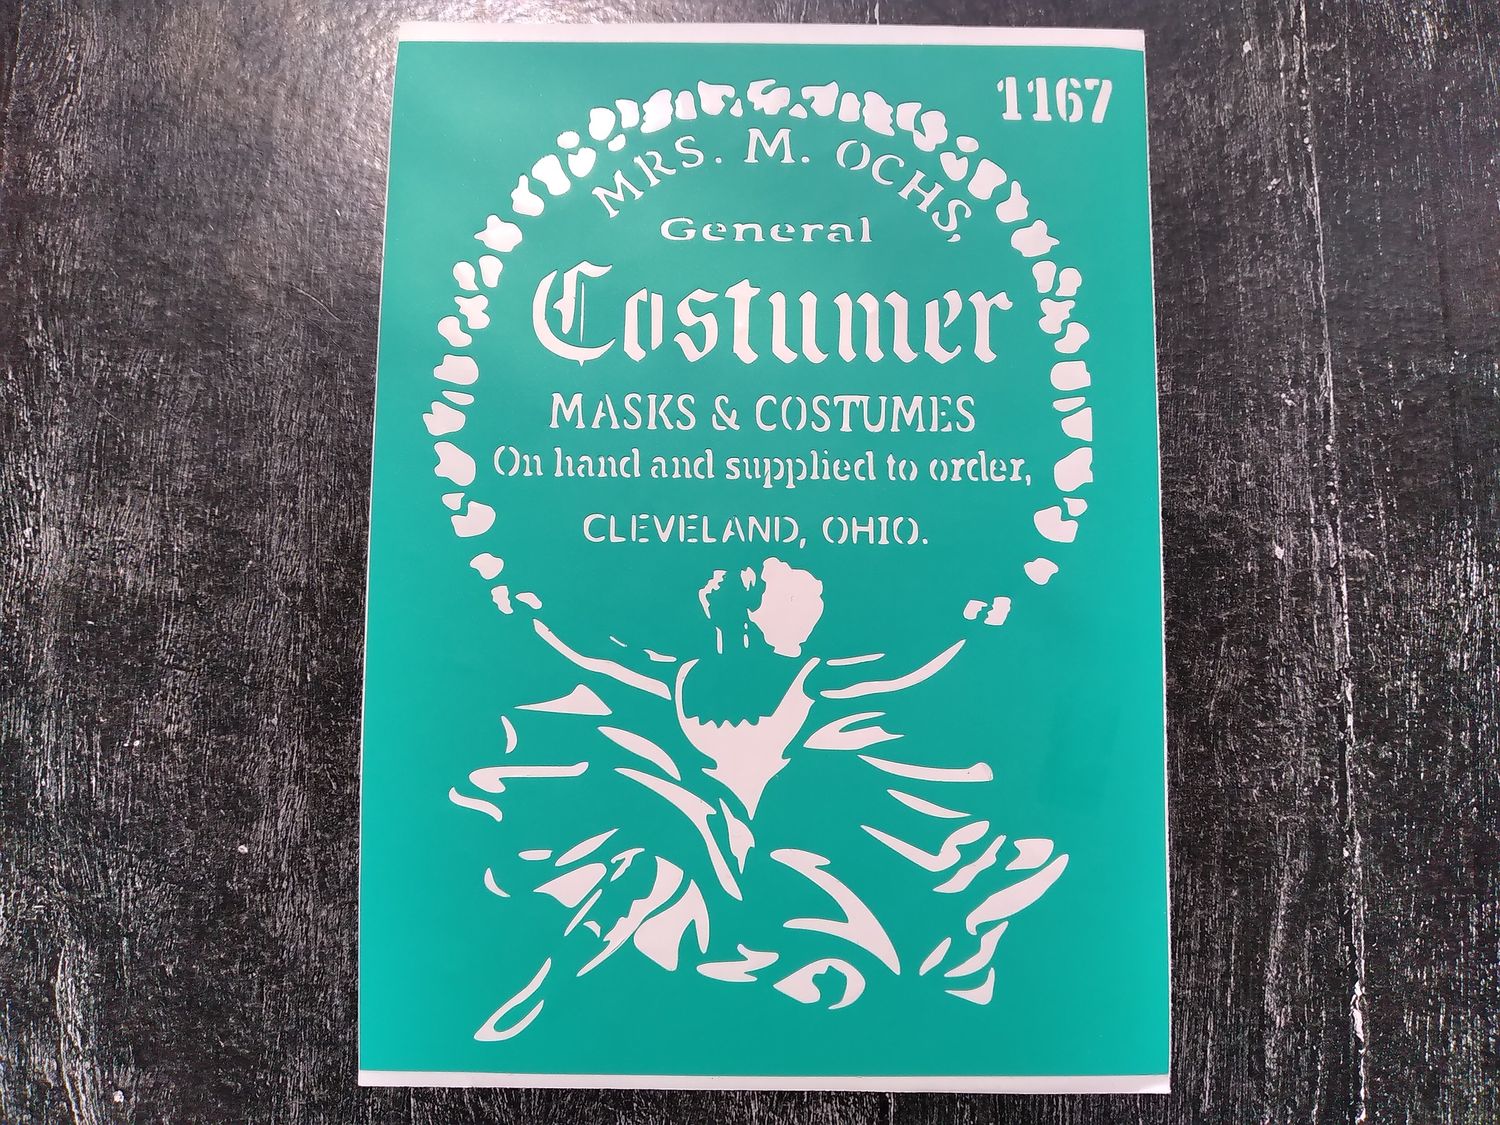 1167
MRS. M. OCHS,
General
Costumer
MASKS & COSTUMES
On hand and supplied to order,
CLEVELAND, OHIO.